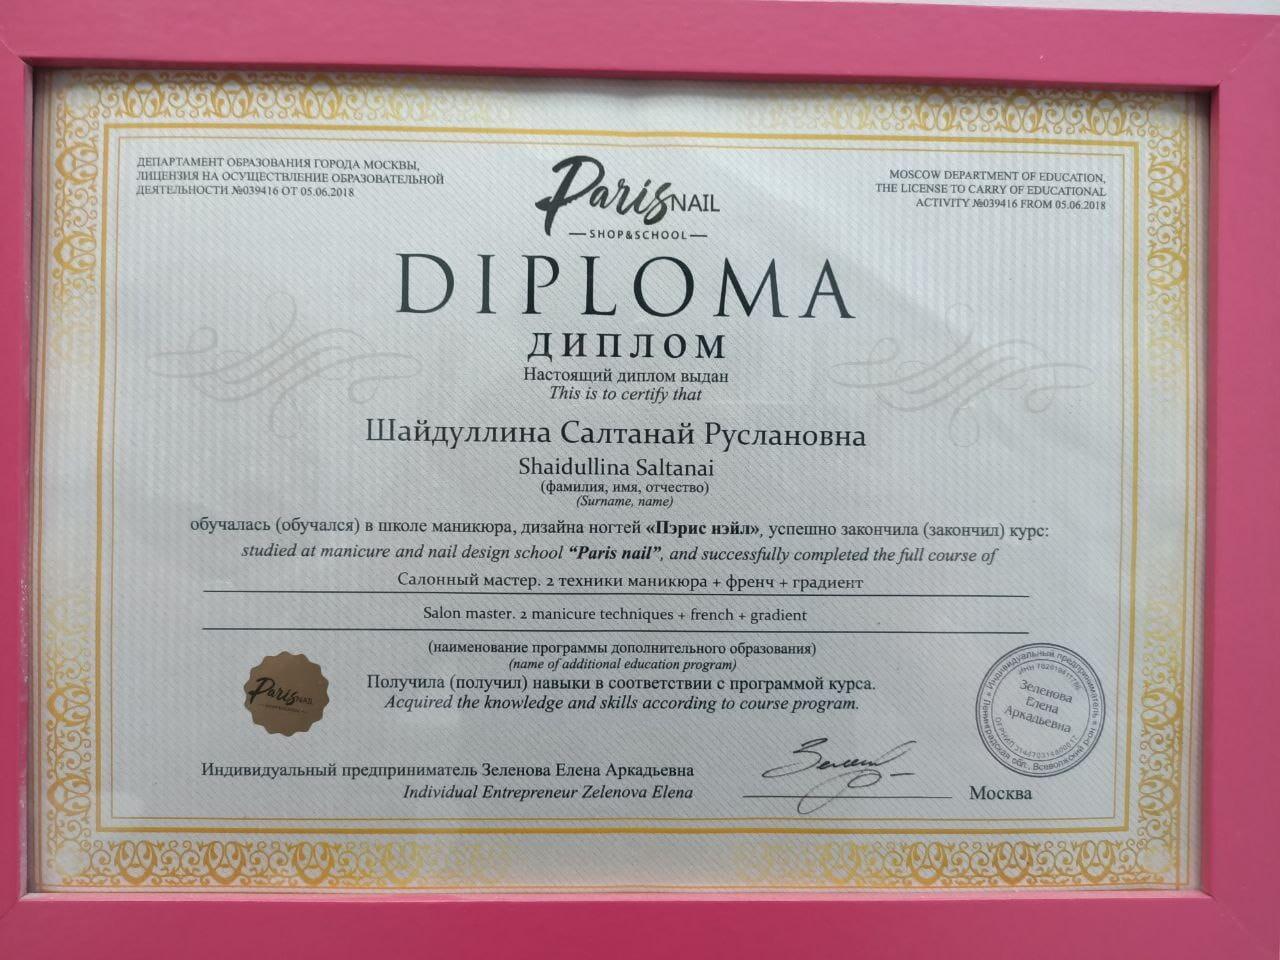 ДЕПАРТАМЕНТ ОБРАЗОВАНИЯ ГОРОДА МОСКВЫ,
ЛИЦЕНЗИЯ НА ОСУЩЕСТВЛЕНИЕ ОБРАЗОВАТЕЛЬНОЙ
ДЕЯТЕЛЬНОСТИ №039416 ОТ 05.06.2018
Paris NAIL
SHOP&SCHOOL
MOSCOW DEPARTMENT OF EDUCATION,
THE LICENSE TO CARRY OF EDUCATIONAL
ACTIVITY №039416 FROM 05.06.2018
DIPLOMA
ДИПЛОМ
Настоящий диплом выдан
This is to certify that
Шайдуллина Салтанай Руслановна
Shaidullina Saltanai
(фамилия, имя, отчество)
(Surname, name)
обучалась (обучался) в школе маникюра, дизайна ногтей «Пэрис нэйл», успешно закончила (закончил) курс:
studied at manicure and nail design school “Paris nail”, and successfully completed the full course of
Салонный мастер. 2 техники маникюра + френч + градиент
Salon master. 2 manicure techniques + french + gradient
(наименование программы дополнительного образования)
(name of additional education program)
Получила (получил) навыки в соответствии с программой курса.
Acquired the knowledge and skills according to course program.
Paris NAIL
Индивидуальный предприниматель Зеленова Елена Аркадьевна
Individual Entrepreneur Zelenova Elena
Москва
Индивидуальный предприниматель
Зеленова
Елена
Аркадьевна
Ленинградская обл., Всеволжский